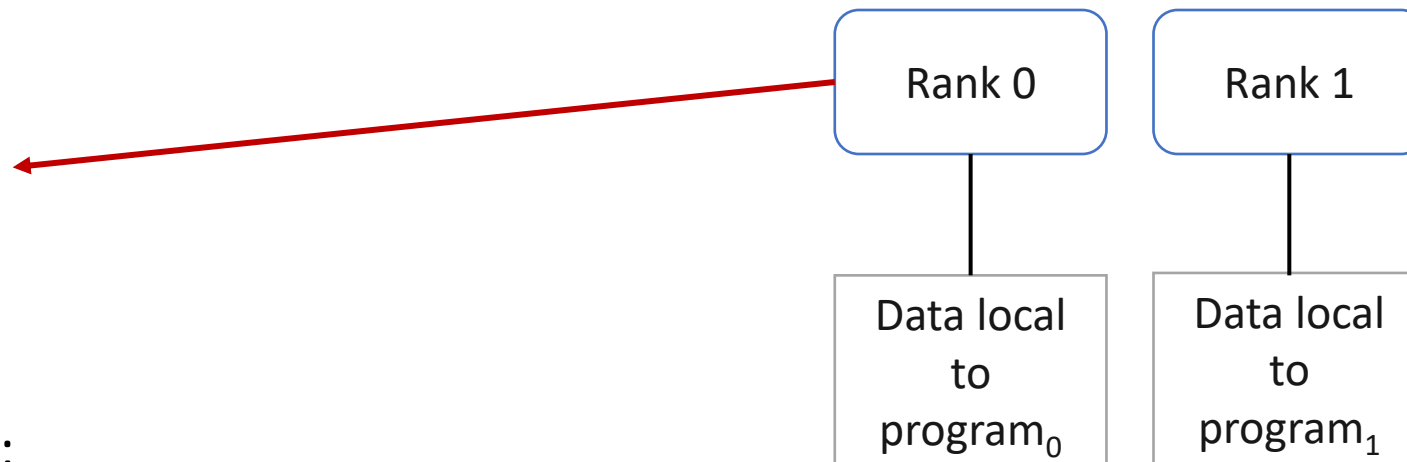 Rank 0
Rank 1
Data local
to
program₀
Data local
to
program₁
: